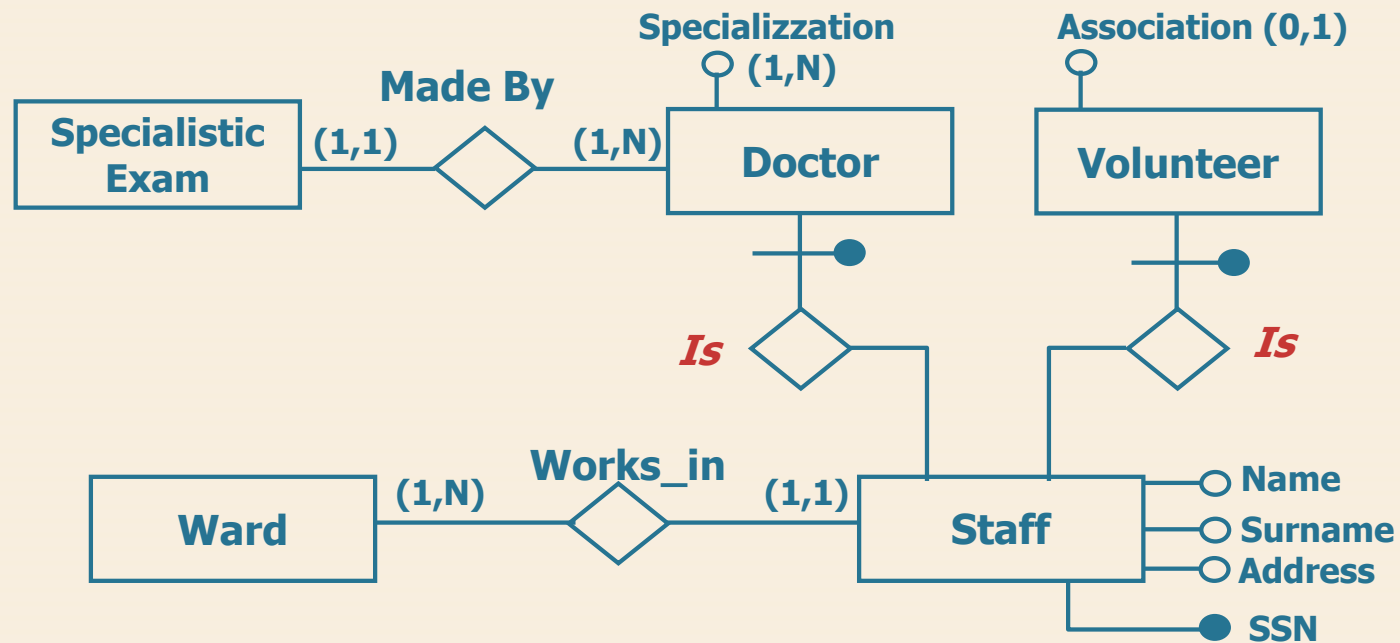 Specializzation
(1,N)
Association (0,1)
Made By
Specialistic
Exam
(1,1)
(1,N)
Doctor
Volunteer
Is
Is
Works_in
Ward
(1,N)
(1,1)
Staff
Name
Surname
Address
SSN